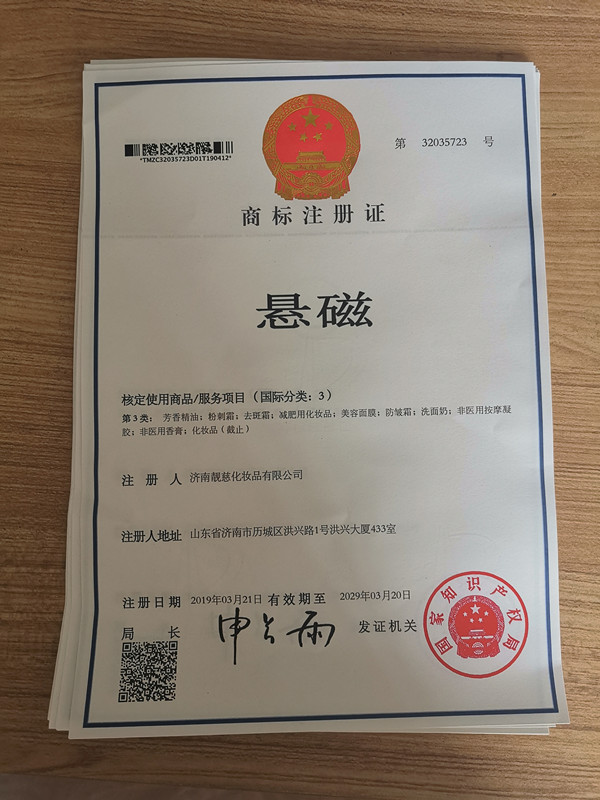 *TMZC32035723D01T190412*
第 32035723 号
商标注册证
悬磁
核定使用商品/服务项目（国际分类：3）
第3类：芳香精油；粉刺霜；去斑霜；减肥用化妆品；美容面膜；防皱霜；洗面奶；非医用按摩凝
胶；非医用香膏；化妆品（截止）
注 册 人 济南靓慈化妆品有限公司
注册人地址 山东省济南市历城区洪兴路1号洪兴大厦433室
注册日期 2019年03月21日 有效期至 2029年03月20日
局 长 申长雨 发证机关
国家知识产权局